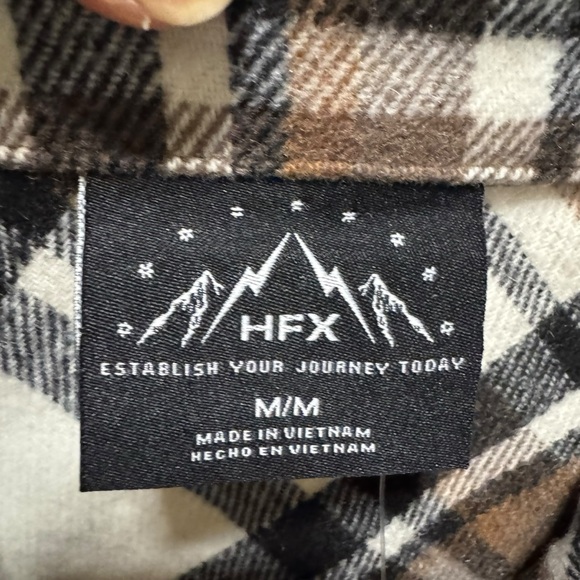 HFX
ESTABLISH YOUR JOURNEY TODAY
M/M
MADE IN VIETNAM
HECHO EN VIETNAM